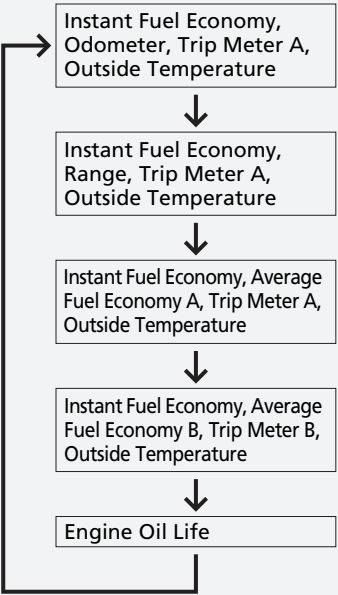 Instant Fuel Economy,
Odometer, Trip Meter A,
Outside Temperature
Instant Fuel Economy,
Range, Trip Meter A,
Outside Temperature
Instant Fuel Economy, Average
Fuel Economy A, Trip Meter A,
Outside Temperature
Instant Fuel Economy, Average
Fuel Economy B, Trip Meter B,
Outside Temperature
Engine Oil Life